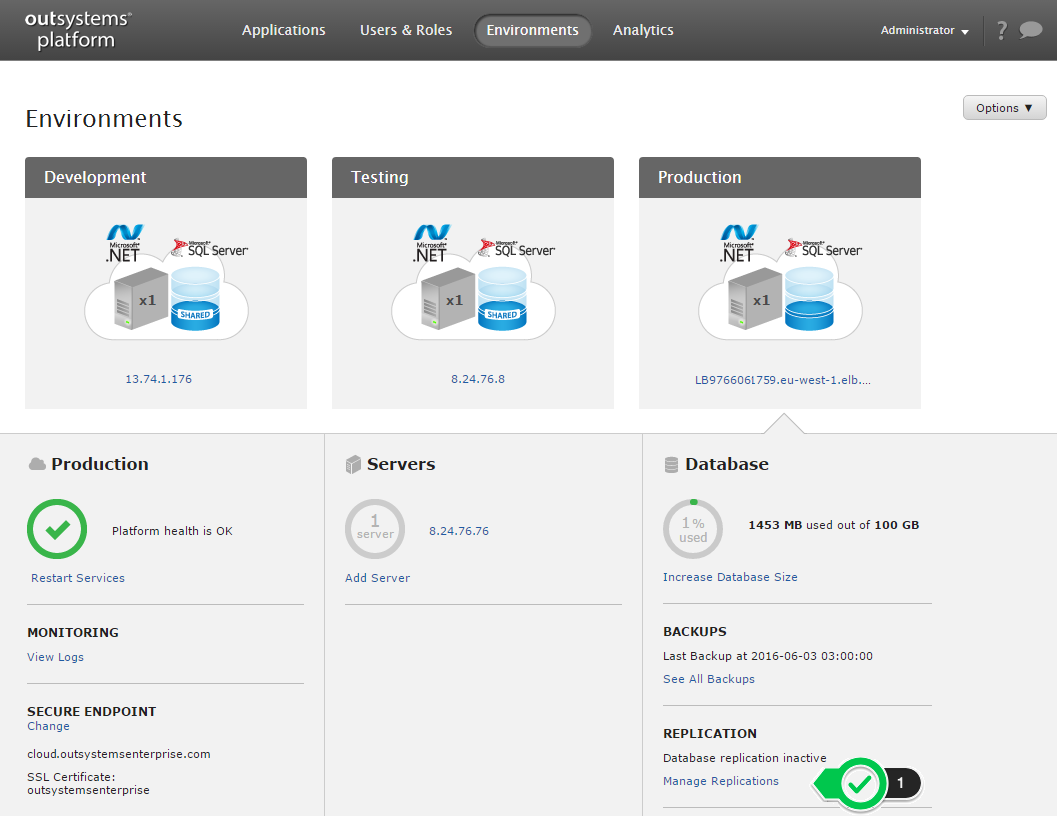 outsystems®
platform
Applications
Users & Roles
Environments
Analytics
Administrator
?
Environments
Options ▼
Development
Testing
Production
Microsoft®
.NET
Microsoft®
SQL Server
x1
SHARED
13.74.1.176
Microsoft®
.NET
Microsoft®
SQL Server
x1
SHARED
8.24.76.8
Microsoft®
.NET
Microsoft®
SQL Server
x1
LB9766061759.eu-west-1.elb....
Production
Platform health is OK
Restart Services
MONITORING
View Logs
SECURE ENDPOINT
Change
cloud.outsystemsenterprise.com
SSL Certificate:
outsystemsenterprise
Servers
1
server
8.24.76.76
Add Server
Database
1%
used
1453 MB used out of 100 GB
Increase Database Size
BACKUPS
Last Backup at 2016-06-03 03:00:00
See All Backups
REPLICATION
Database replication inactive
Manage Replications
1